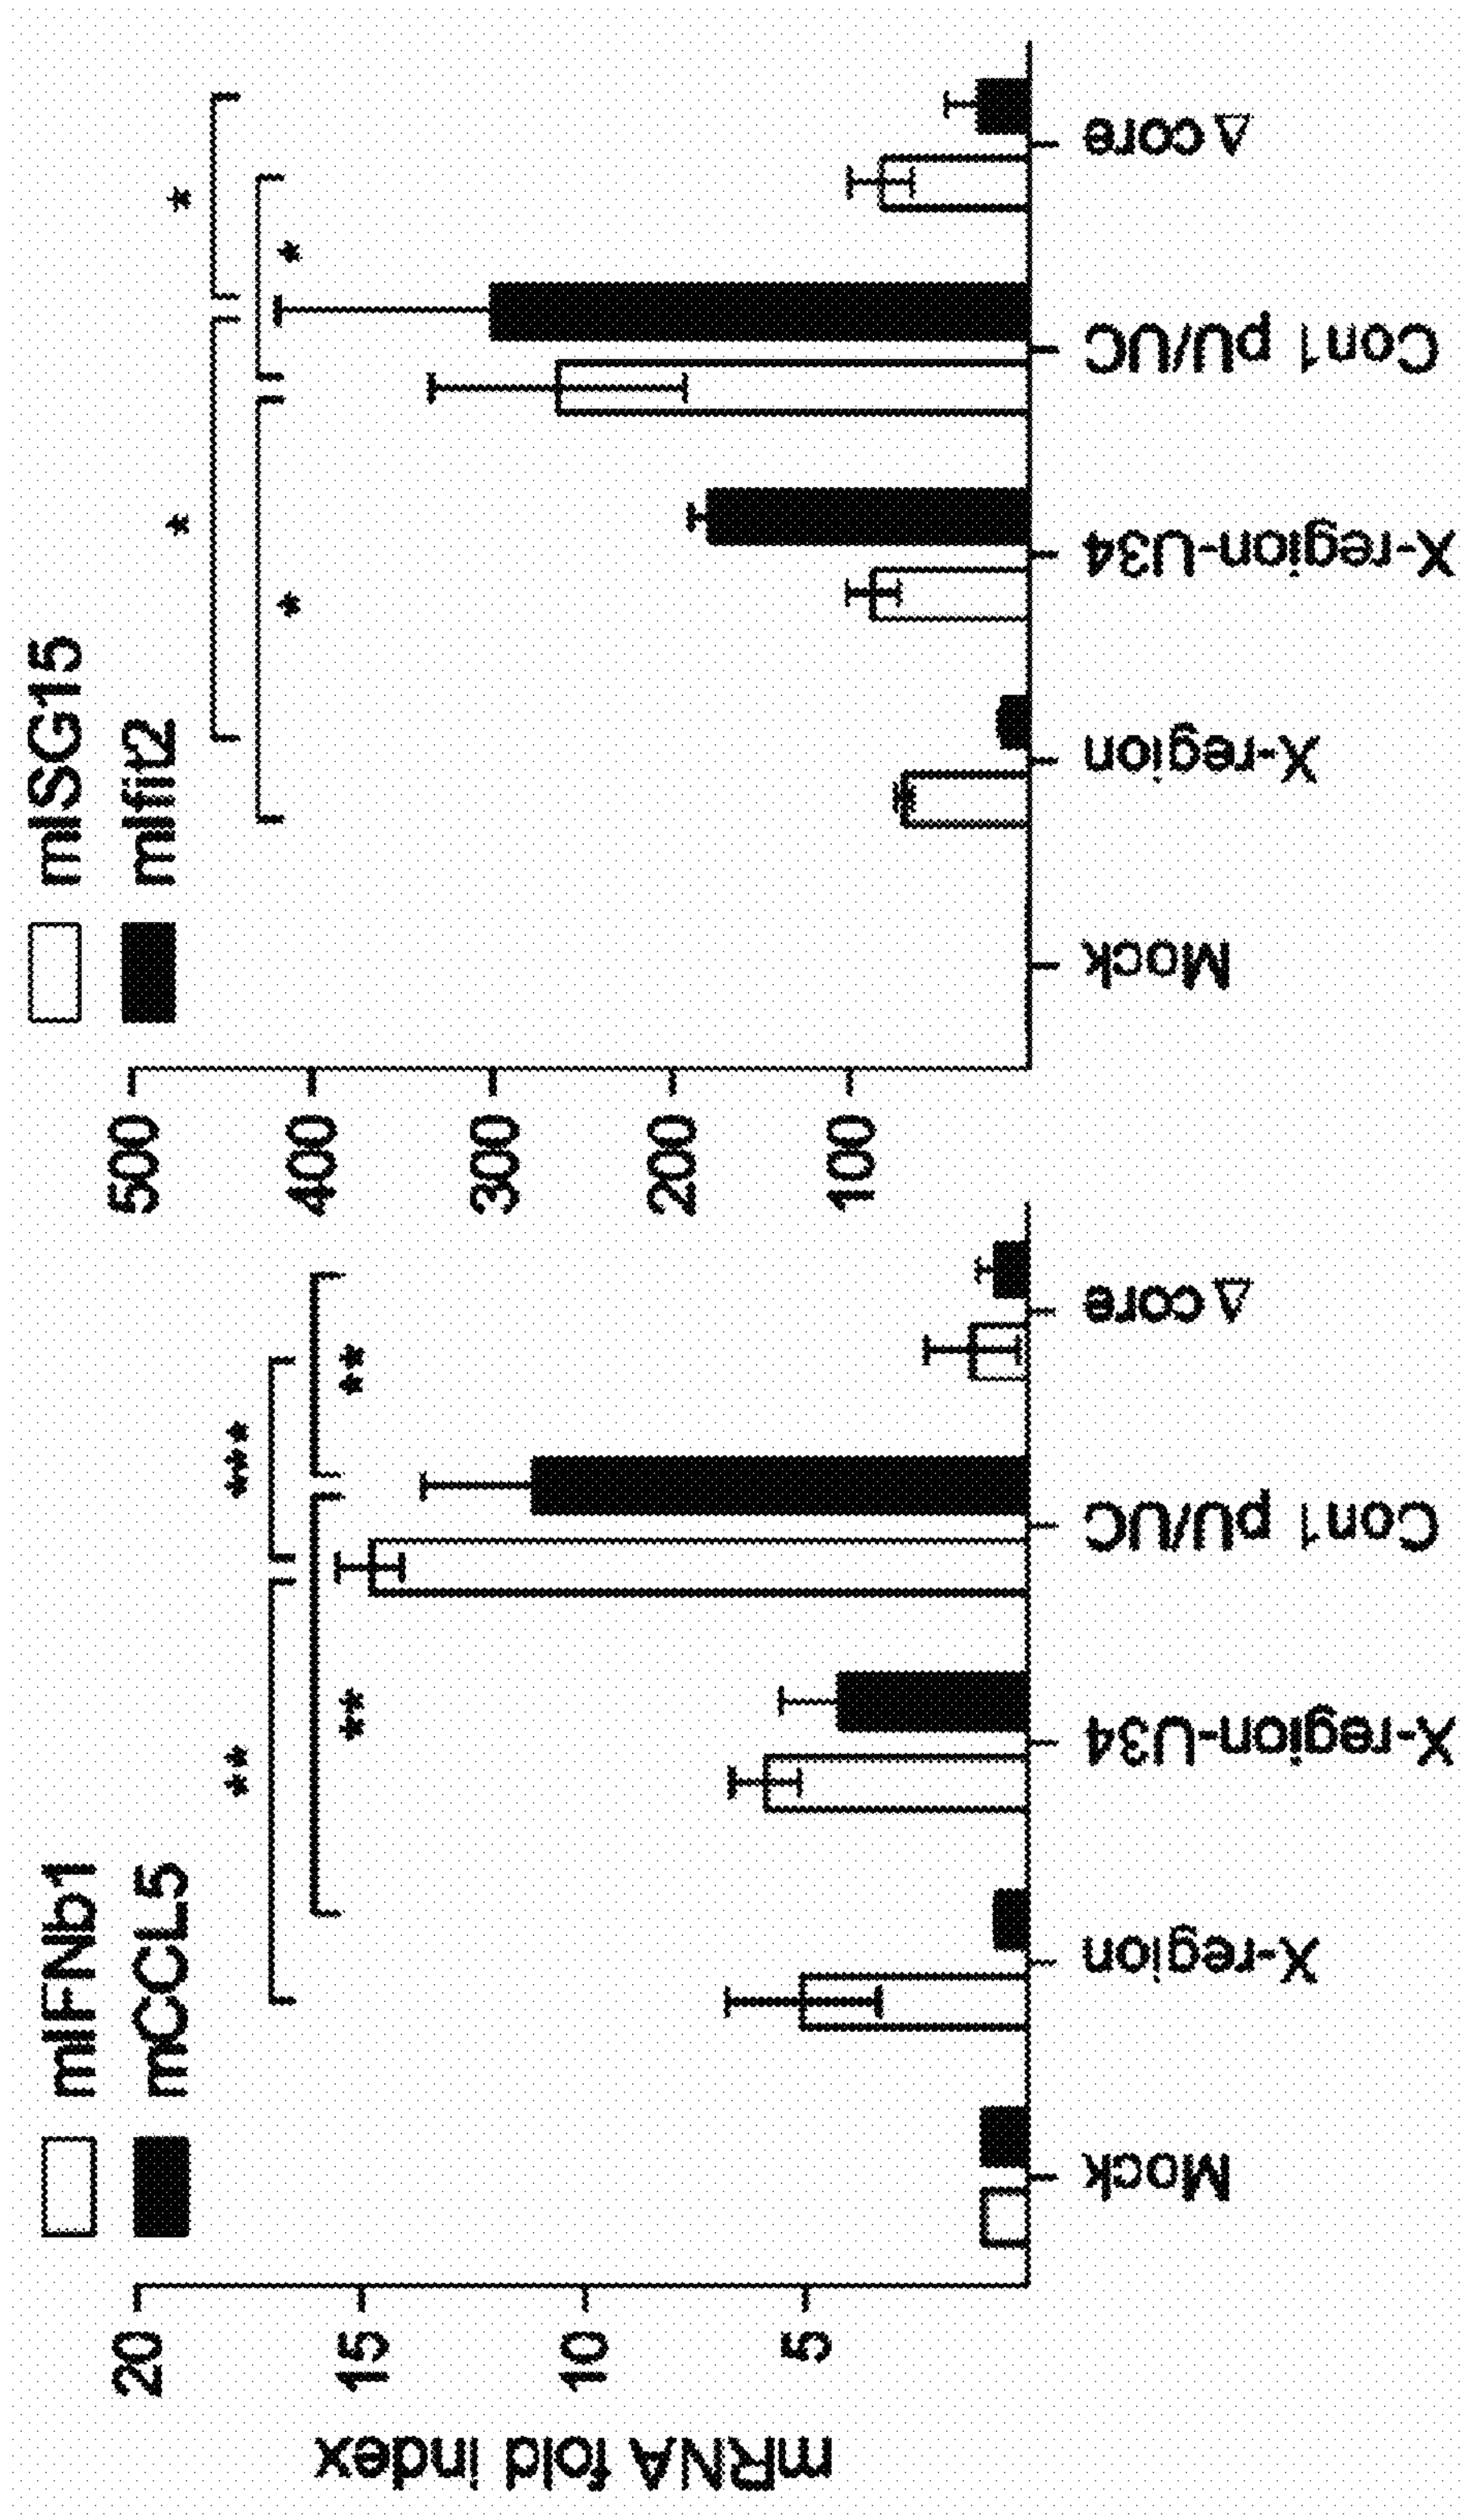 mRNA fold index
20
15
10
5
mIFNb1
mCCL5
**
***
**
**
Mock
X-region
X-region-U34
Con1 pU/UC
Δ core
500
400
300
200
100
mISG15
mIfit2
*
*
*
*
Mock
X-region
X-region-U34
Con1 pU/UC
Δ core